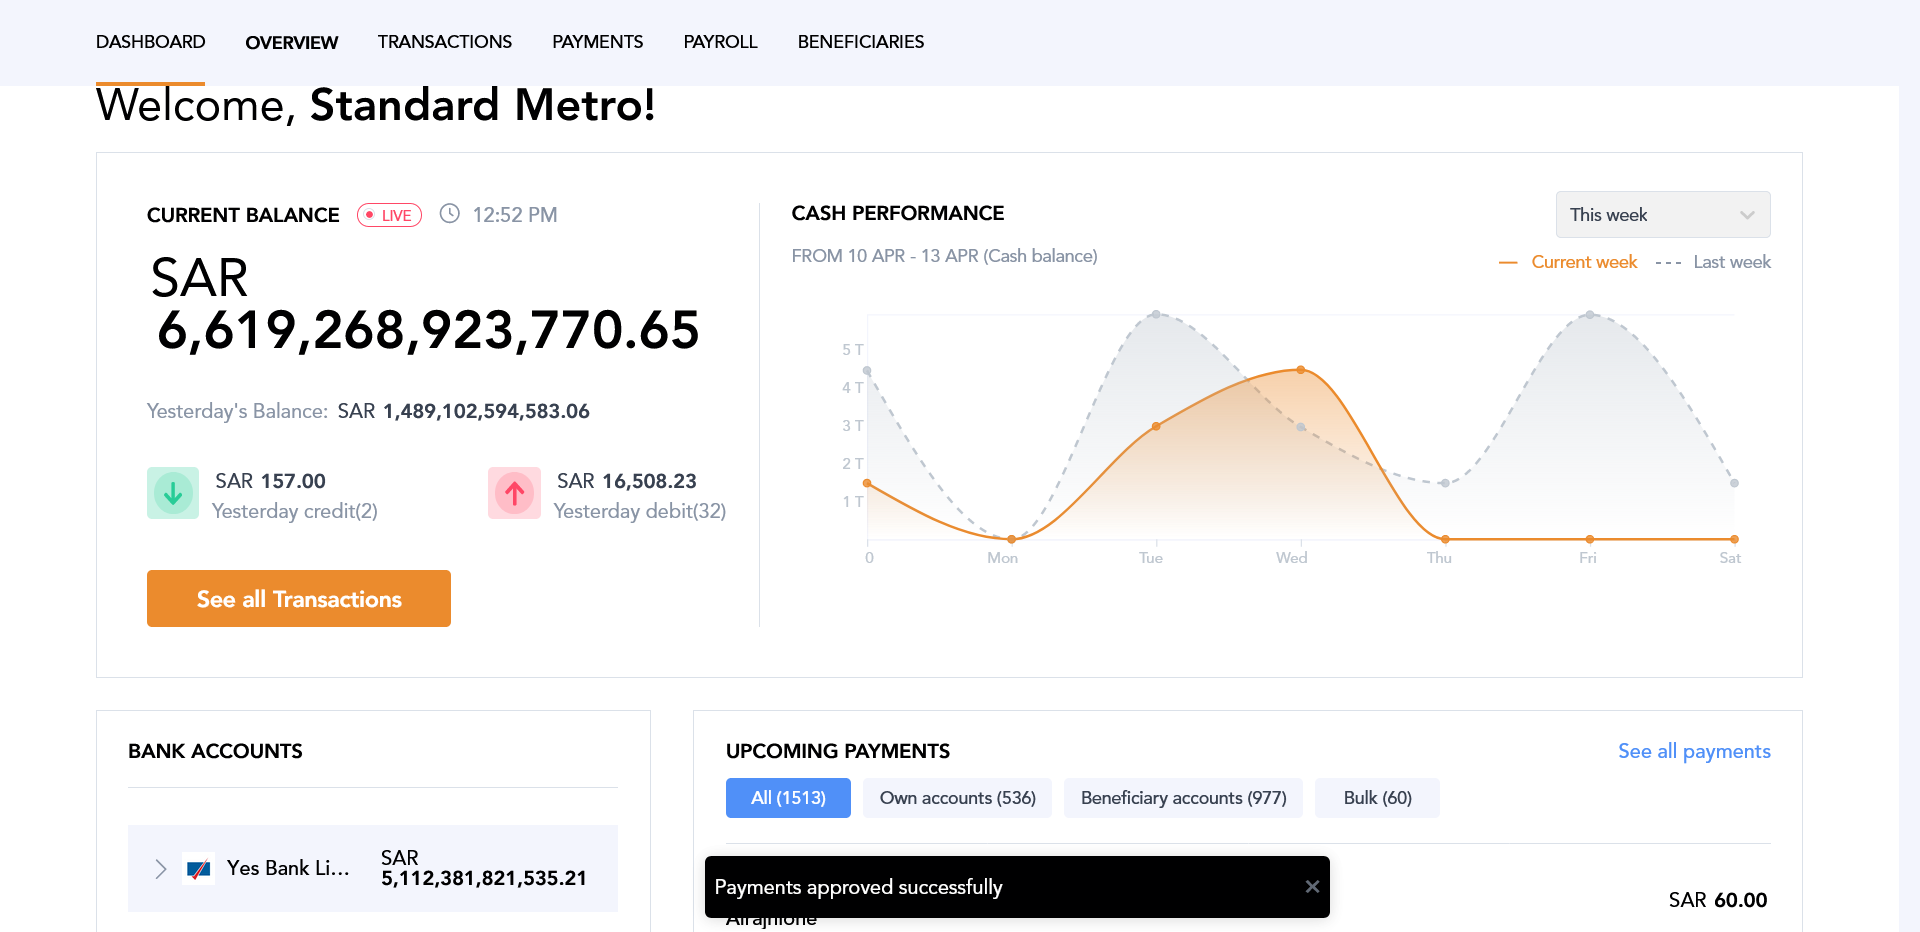 DASHBOARD OVERVIEW TRANSACTIONS PAYMENTS PAYROLL BENEFICIARIES
Welcome, Standard Metro!
CURRENT BALANCE LIVE 12:52 PM
SAR
6,619,268,923,770.65
Yesterday's Balance: SAR 1,489,102,594,583.06
SAR 157.00
Yesterday credit(2)
SAR 16,508.23
Yesterday debit(32)
See all Transactions
CASH PERFORMANCE
This week
FROM 10 APR - 13 APR (Cash balance)
Current week Last week
5 T
4 T
3 T
2 T
1 T
0 Mon Tue Wed Thu Fri Sat
BANK ACCOUNTS
Yes Bank Li...
SAR
5,112,381,821,535.21
UPCOMING PAYMENTS See all payments
All (1513) Own accounts (536) Beneficiary accounts (977) Bulk (60)
Payments approved successfully
SAR 60.00